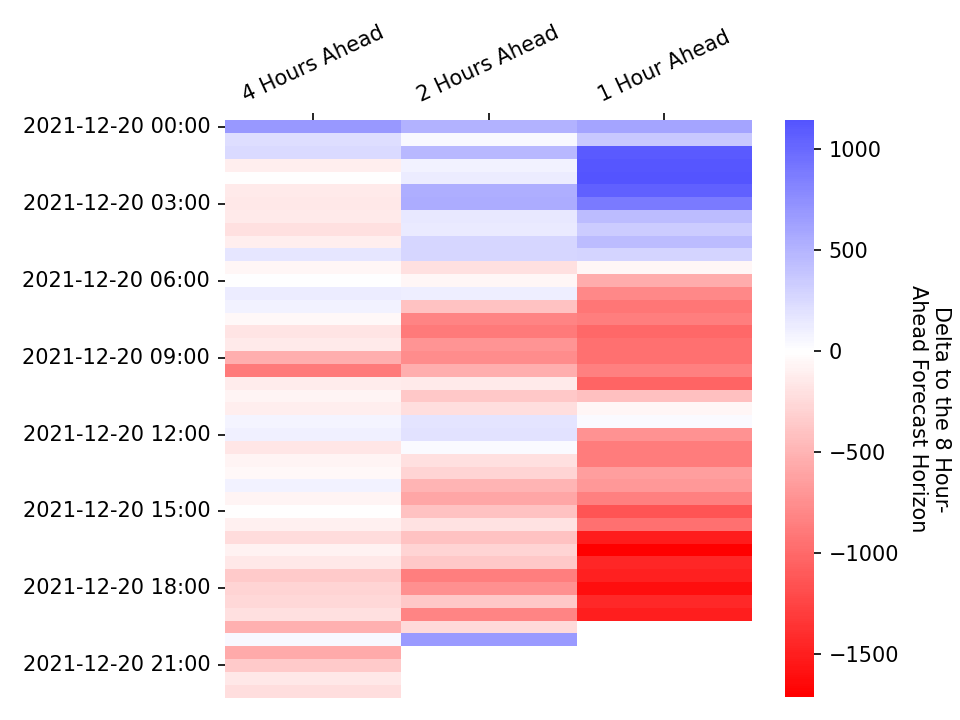 4 Hours Ahead
2 Hours Ahead
1 Hour Ahead
2021-12-20 00:00
2021-12-20 03:00
2021-12-20 06:00
2021-12-20 09:00
2021-12-20 12:00
2021-12-20 15:00
2021-12-20 18:00
2021-12-20 21:00
1000
500
0
−500
−1000
−1500
Delta to the 8 Hour-
Ahead Forecast Horizon